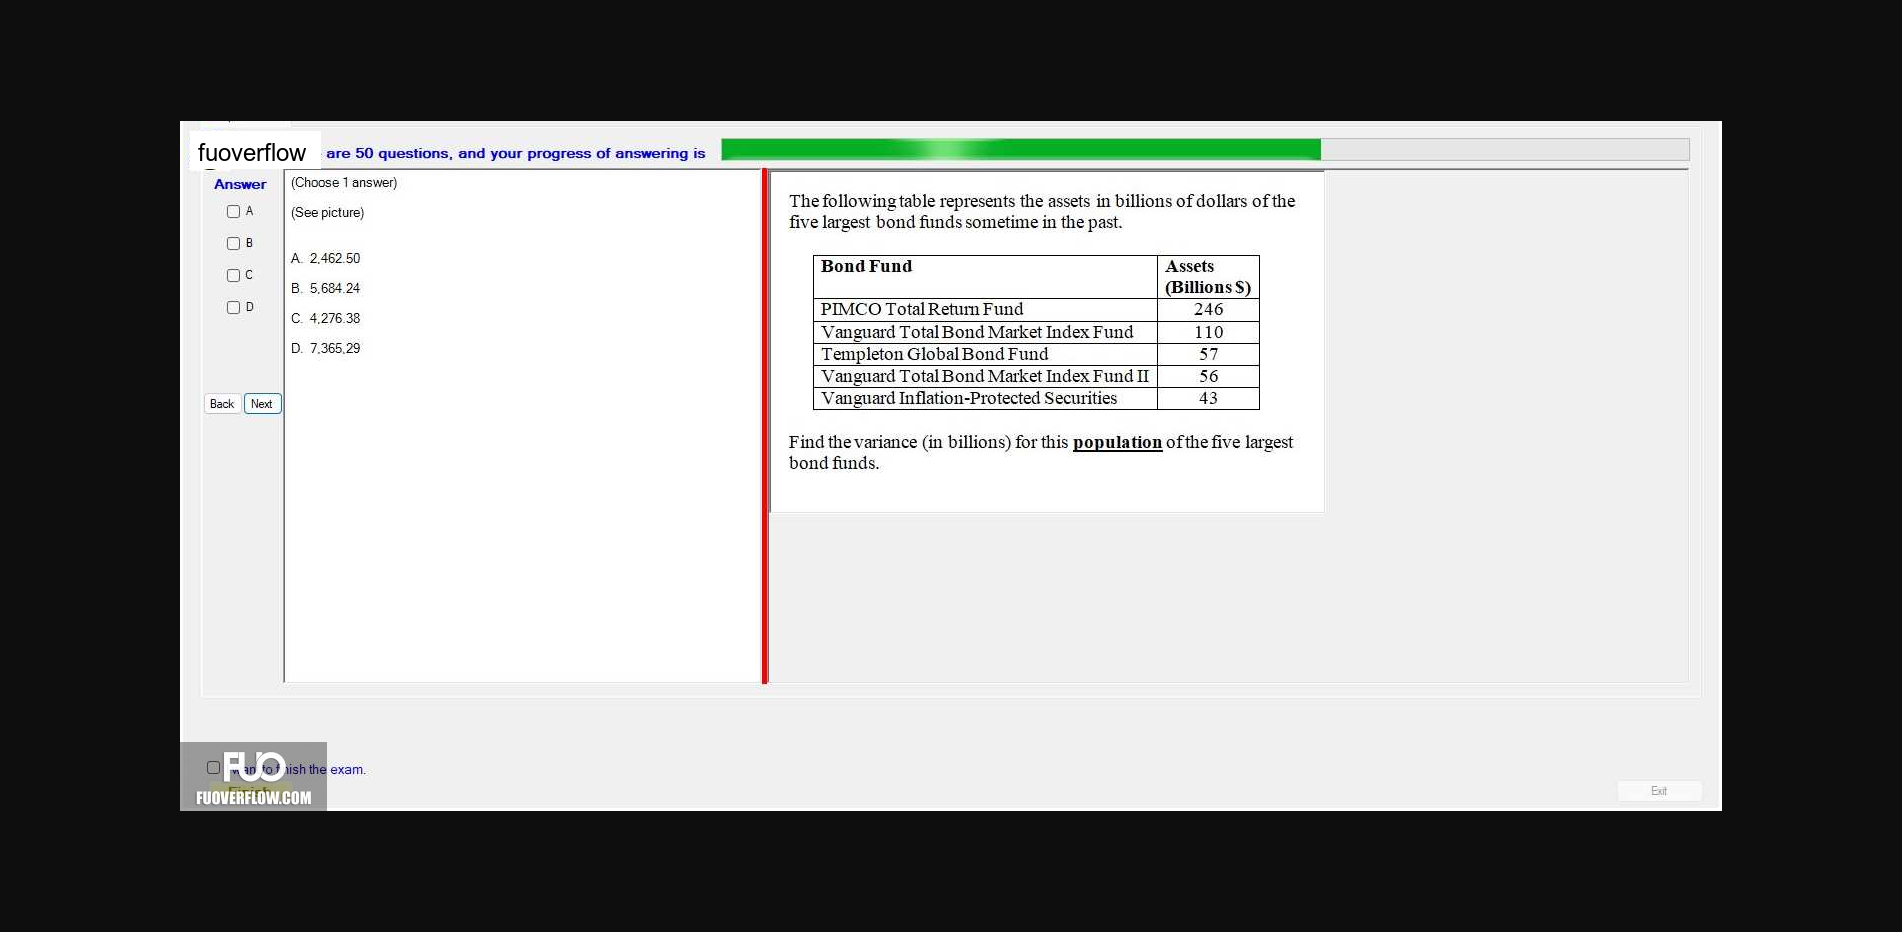 fuoverflow are 50 questions, and your progress of answering is
Answer
A
B
C
D
Back Next
(Choose 1 answer)
(See picture)
A. 2,462.50
B. 5,684.24
C. 4,276.38
D. 7,365,29
The following table represents the assets in billions of dollars of the
five largest bond funds sometime in the past.
Bond Fund Assets
(Billions $)
PIMCO Total Return Fund 246
Vanguard Total Bond Market Index Fund 110
Templeton Global Bond Fund 57
Vanguard Total Bond Market Index Fund II 56
Vanguard Inflation-Protected Securities 43
Find the variance (in billions) for this population of the five largest
bond funds.
FUO
to finish the exam.
Finish
FUOVERFLOW.COM
Exit